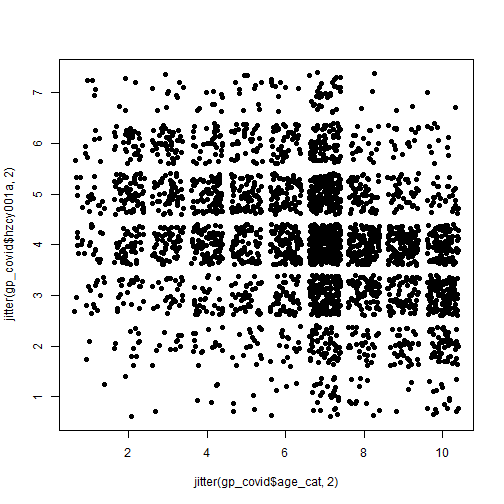 7
6
5
4
3
2
1
jitter(gp_covid$hzcy001a, 2)
2 4 6 8 10
jitter(gp_covid$age_cat, 2)